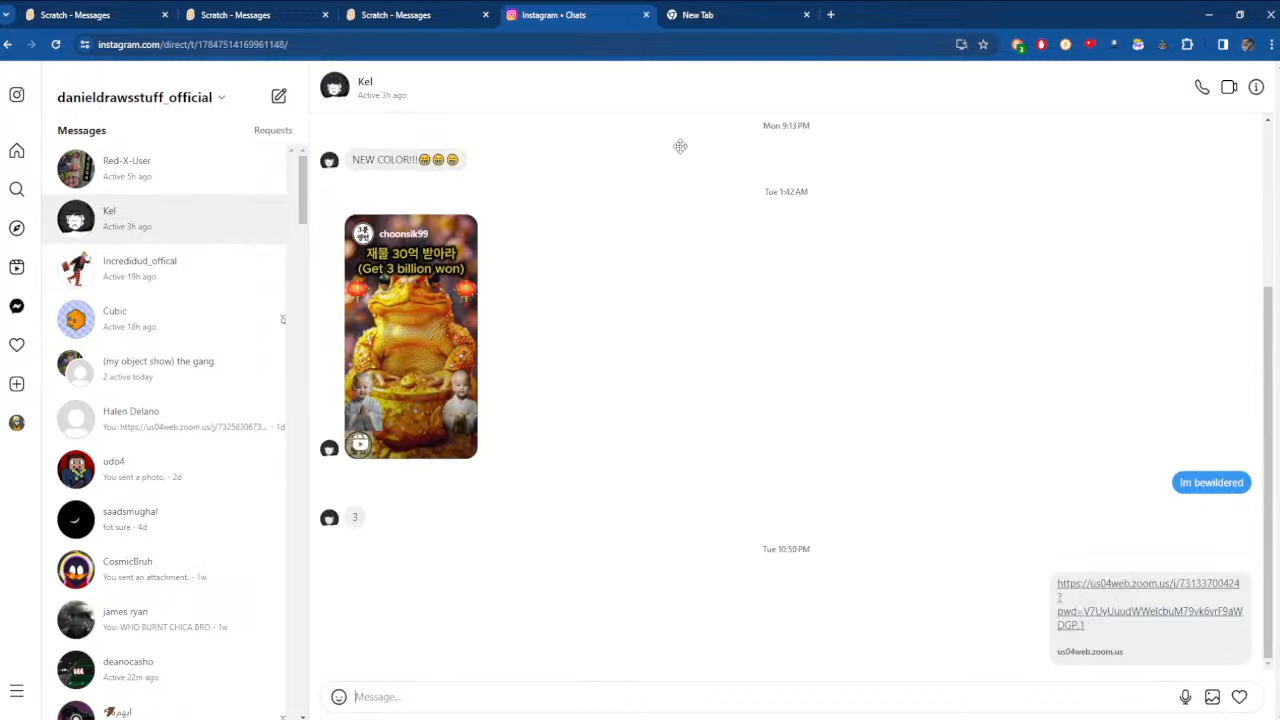 Scratch - Messages
Scratch - Messages
Scratch - Messages
Instagram • Chats
New Tab
instagram.com/direct/t/17847514169961148/
danieldrawsstuff_official
Messages
Requests
Red-X-User
Active 5h ago
Kel
Active 3h ago
Incredidud_offical
Active 19h ago
Cubic
Active 18h ago
(my object show) the gang
2 active today
Halen Delano
You: https://us04web.zoom.us/j/7325830673... · 1d
udo4
You sent a photo. · 2d
saadsmughal
fot sure · 4d
CosmicBruh
You sent an attachment. · 1w
james ryan
You: WHO BURNT CHICA BRO · 1w
deanocasho
Active 22m ago
ايهم
Kel
Active 3h ago
Mon 9:13 PM
NEW COLOR!!!😁😁😁
Tue 1:42 AM
choonsik99
재물 30억 받아라
(Get 3 billion won)
Im bewildered
3
Tue 10:50 PM
https://us04web.zoom.us/j/73133700424
?
pwd=V7UyUuudWWelcbuM79vk6vrF9aW
DGP.1
us04web.zoom.us
Message...